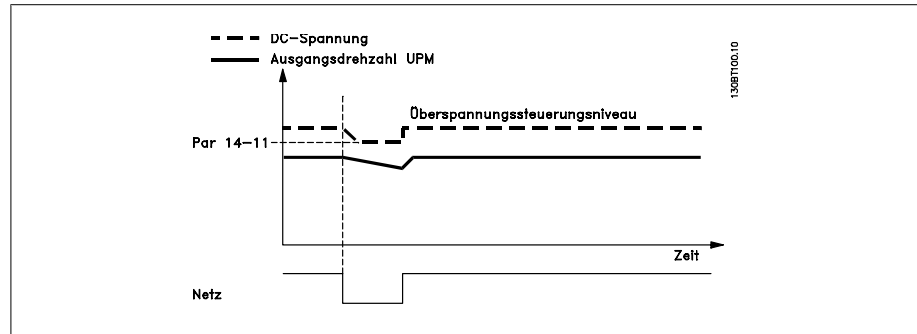 DC-Spannung
Ausgangsdrehzahl UPM
130BT100.10
Überspannungssteuerungsniveau
Par 14-11
Zeit
Netz